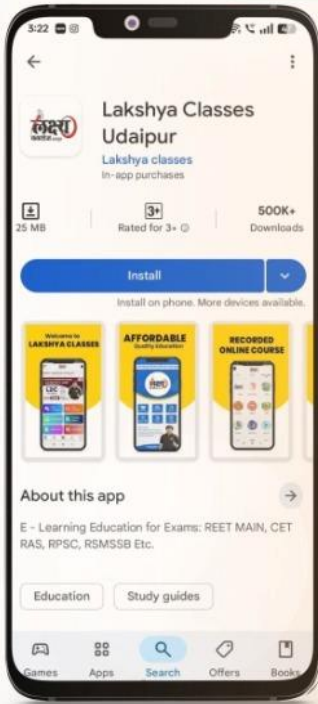 3:22
लक्ष्य
Lakshya Classes
Udaipur
Lakshya classes
In-app purchases
25 MB
3+
Rated for 3+
500K+
Downloads
Install
Install on phone. More devices available.
Welcome to
LAKSHYA CLASSES
AFFORDABLE
Quality Education
RECORDED
ONLINE COURSE
About this app
E - Learning Education for Exams: REET MAIN, CET
RAS, RPSC, RSMSSB Etc.
Education
Study guides
Games
Apps
Search
Offers
Books